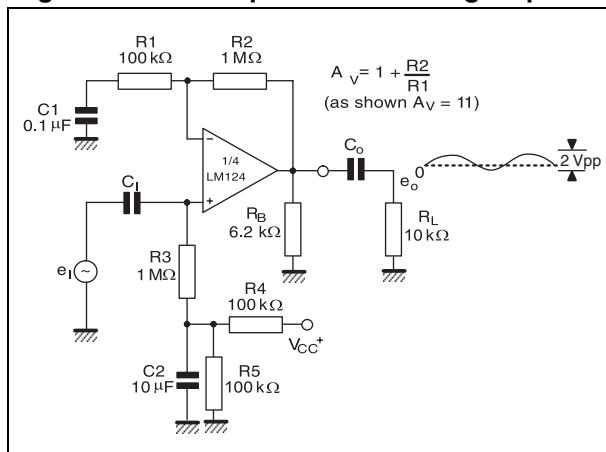 R1
100 kΩ
R2
1 MΩ
C1
0.1 µF
A V = 1 + R2
R1
(as shown A V = 11)
1/4
LM124
CI
Co
eo
0
2 Vpp
RB
6.2 kΩ
RL
10 kΩ
eI
R3
1 MΩ
R4
100 kΩ
VCC+
C2
10 µF
R5
100 kΩ